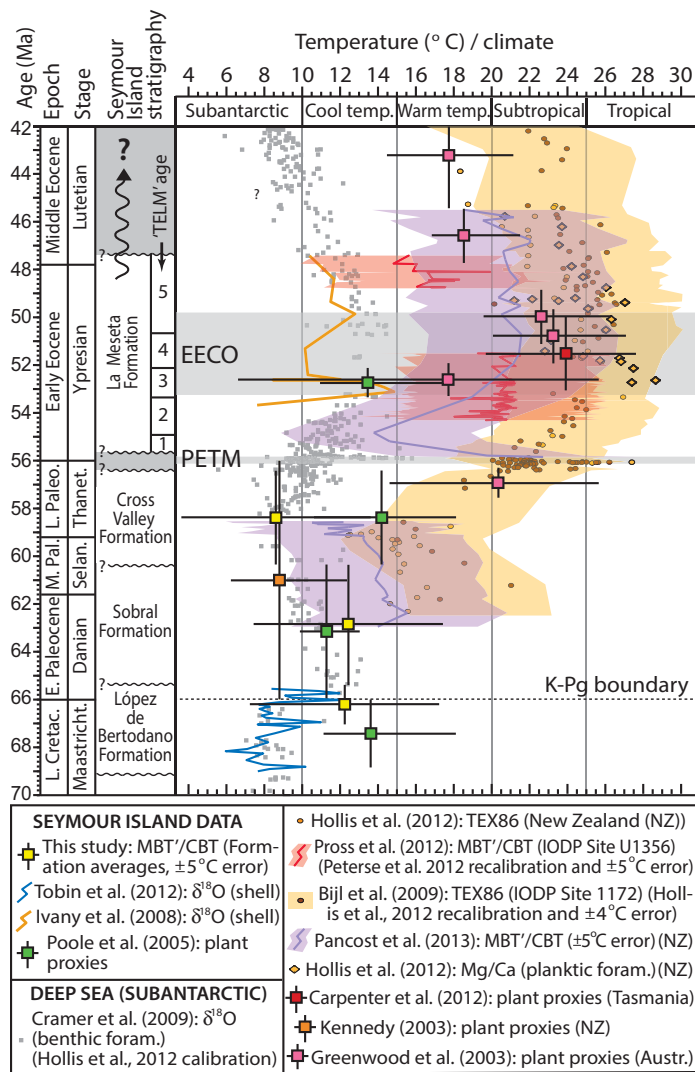 Temperature (° C) / climate
Age (Ma)
Epoch
Stage
Seymour Island stratigraphy
4 6 8 10 12 14 16 18 20 22 24 26 28 30
Subantarctic
Cool temp.
Warm temp.
Subtropical
Tropical
42
44
46
48
50
52
54
56
58
60
62
64
66
68
70
Middle Eocene
Early Eocene
L. Paleo.
M. Pal.
E. Paleocene
L. Cretac.
Lutetian
Ypresian
Thanet.
Selan.
Danian
Maastricht.
?
'TELM' age
?
?
La Meseta Formation
5
4
3
2
1
?
?
Cross Valley Formation
?
Sobral Formation
?
López de Bertodano Formation
EECO
PETM
K-Pg boundary
SEYMOUR ISLAND DATA
This study: MBT'/CBT (Form-
ation averages, ±5°C error)
Tobin et al. (2012): δ18O (shell)
Ivany et al. (2008): δ18O (shell)
Poole et al. (2005): plant
proxies
DEEP SEA (SUBANTARCTIC)
Cramer et al. (2009): δ18O
(benthic foram.)
(Hollis et al., 2012 calibration)
Hollis et al. (2012): TEX86 (New Zealand (NZ))
Pross et al. (2012): MBT'/CBT (IODP Site U1356)
(Peterse et al. 2012 recalibration and ±5°C error)
Bijl et al. (2009): TEX86 (IODP Site 1172) (Holl-
is et al., 2012 recalibration and ±4°C error)
Pancost et al. (2013): MBT'/CBT (±5°C error) (NZ)
Hollis et al. (2012): Mg/Ca (planktic foram.) (NZ)
Carpenter et al. (2012): plant proxies (Tasmania)
Kennedy (2003): plant proxies (NZ)
Greenwood et al. (2003): plant proxies (Austr.)